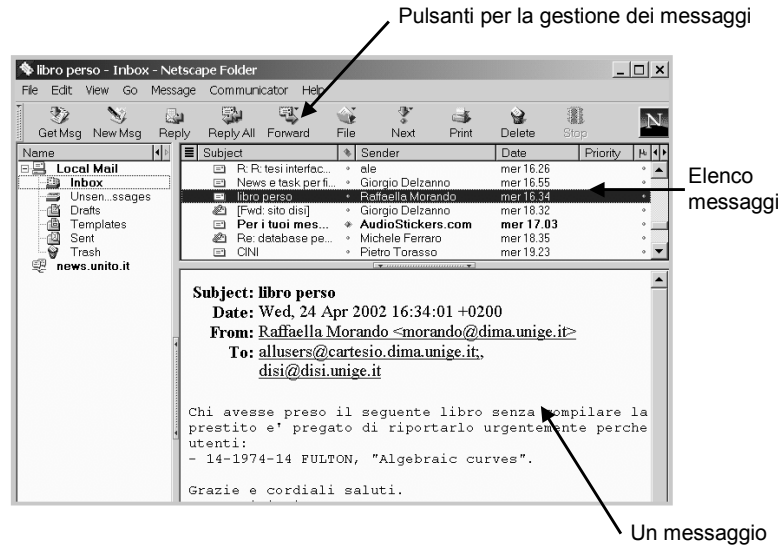 Pulsanti per la gestione dei messaggi
libro perso - Inbox - Netscape Folder
File Edit View Go Message Communicator Help
Get Msg New Msg Reply Reply All Forward File Next Print Delete Stop
N
Name
Local Mail
Inbox
Unsen...ssages
Drafts
Templates
Sent
Trash
news.unito.it
Subject Sender Date Priority
R: R: tesi interfac... ale mer 16.26
News e task per fi... Giorgio Delzanno mer 16.55
libro perso Raffaella Morando mer 16.34
[Fwd: sito disi] Giorgio Delzanno mer 18.32
Per i tuoi mes... AudioStickers.com mer 17.03
Re: database pe... Michele Ferraro mer 18.35
CINI Pietro Torasso mer 19.23
Elenco
messaggi
Subject: libro perso
Date: Wed, 24 Apr 2002 16:34:01 +0200
From: Raffaella Morando <morando@dima.unige.it>
To: allusers@cartesio.dima.unige.it;,
disi@disi.unige.it
Chi avesse preso il seguente libro senza compilare la
prestito e' pregato di riportarlo urgentemente perche
utenti:
- 14-1974-14 FULTON, "Algebraic curves".
Grazie e cordiali saluti.
Un messaggio